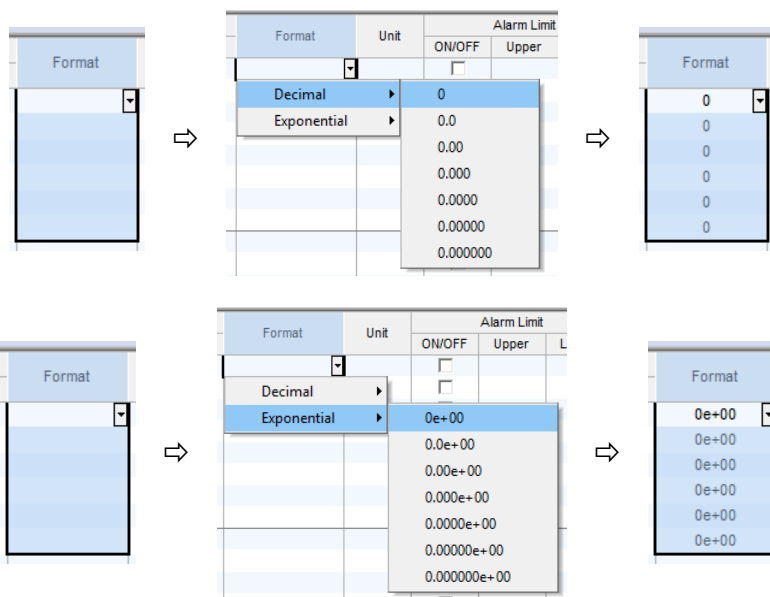 Format
Format
Unit
Alarm Limit
ON/OFF
Upper
Decimal
Exponential
0
0.0
0.00
0.000
0.0000
0.00000
0.000000
Format
0
0
0
0
0
0
Format
Format
Unit
Alarm Limit
ON/OFF
Upper
L
Decimal
Exponential
0e+00
0.0e+00
0.00e+00
0.000e+00
0.0000e+00
0.00000e+00
0.000000e+00
Format
0e+00
0e+00
0e+00
0e+00
0e+00
0e+00